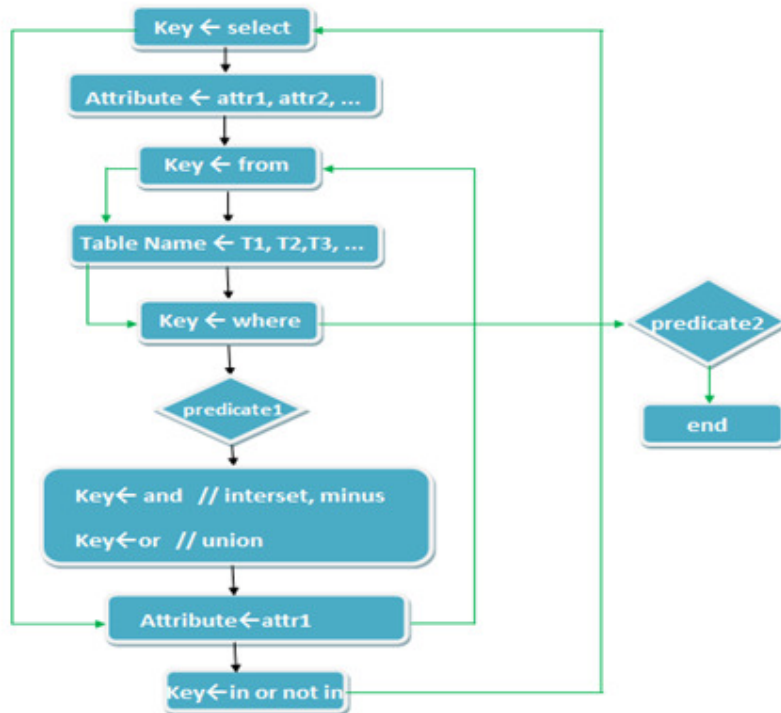 Key ← select
Attribute ← attr1, attr2, ...
Key ← from
Table Name ← T1, T2,T3, ...
Key ← where
predicate2
predicate1
end
Key← and // interset, minus
Key←or // union
Attribute←attr1
Key←in or not in